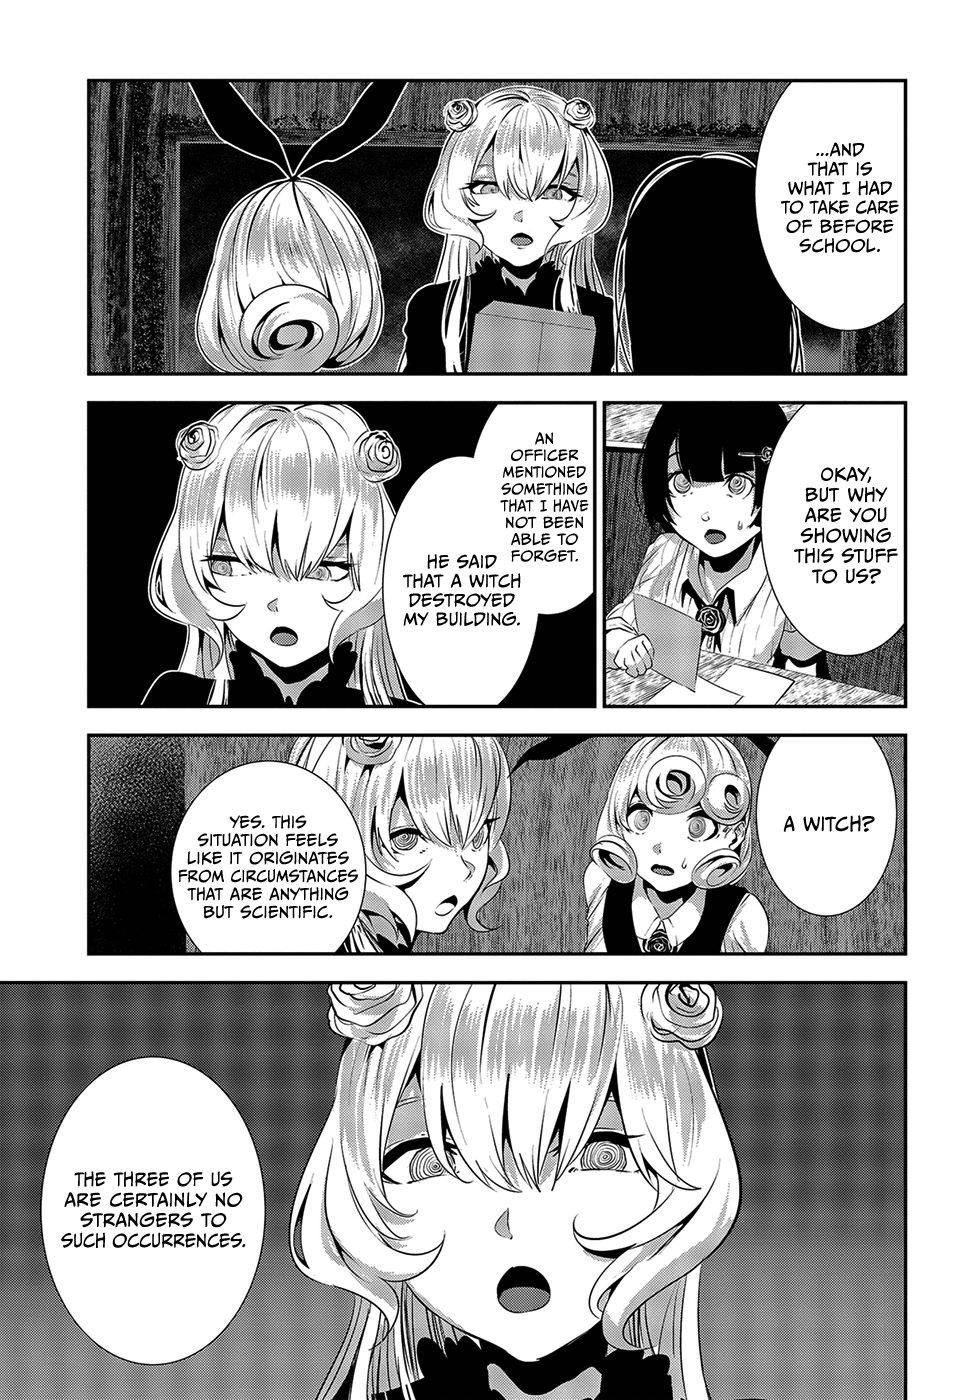 ...AND
THAT IS
WHAT I HAD
TO TAKE CARE
OF BEFORE
SCHOOL.
OKAY,
BUT WHY
ARE YOU
SHOWING
THIS STUFF
TO US?
AN
OFFICER
MENTIONED
SOMETHING
THAT I HAVE
NOT BEEN
ABLE TO
FORGET.
HE SAID
THAT A WITCH
DESTROYED
MY BUILDING.
A WITCH?
YES. THIS
SITUATION FEELS
LIKE IT ORIGINATES
FROM CIRCUMSTANCES
THAT ARE ANYTHING
BUT SCIENTIFIC.
THE THREE OF US
ARE CERTAINLY NO
STRANGERS TO
SUCH OCCURRENCES.